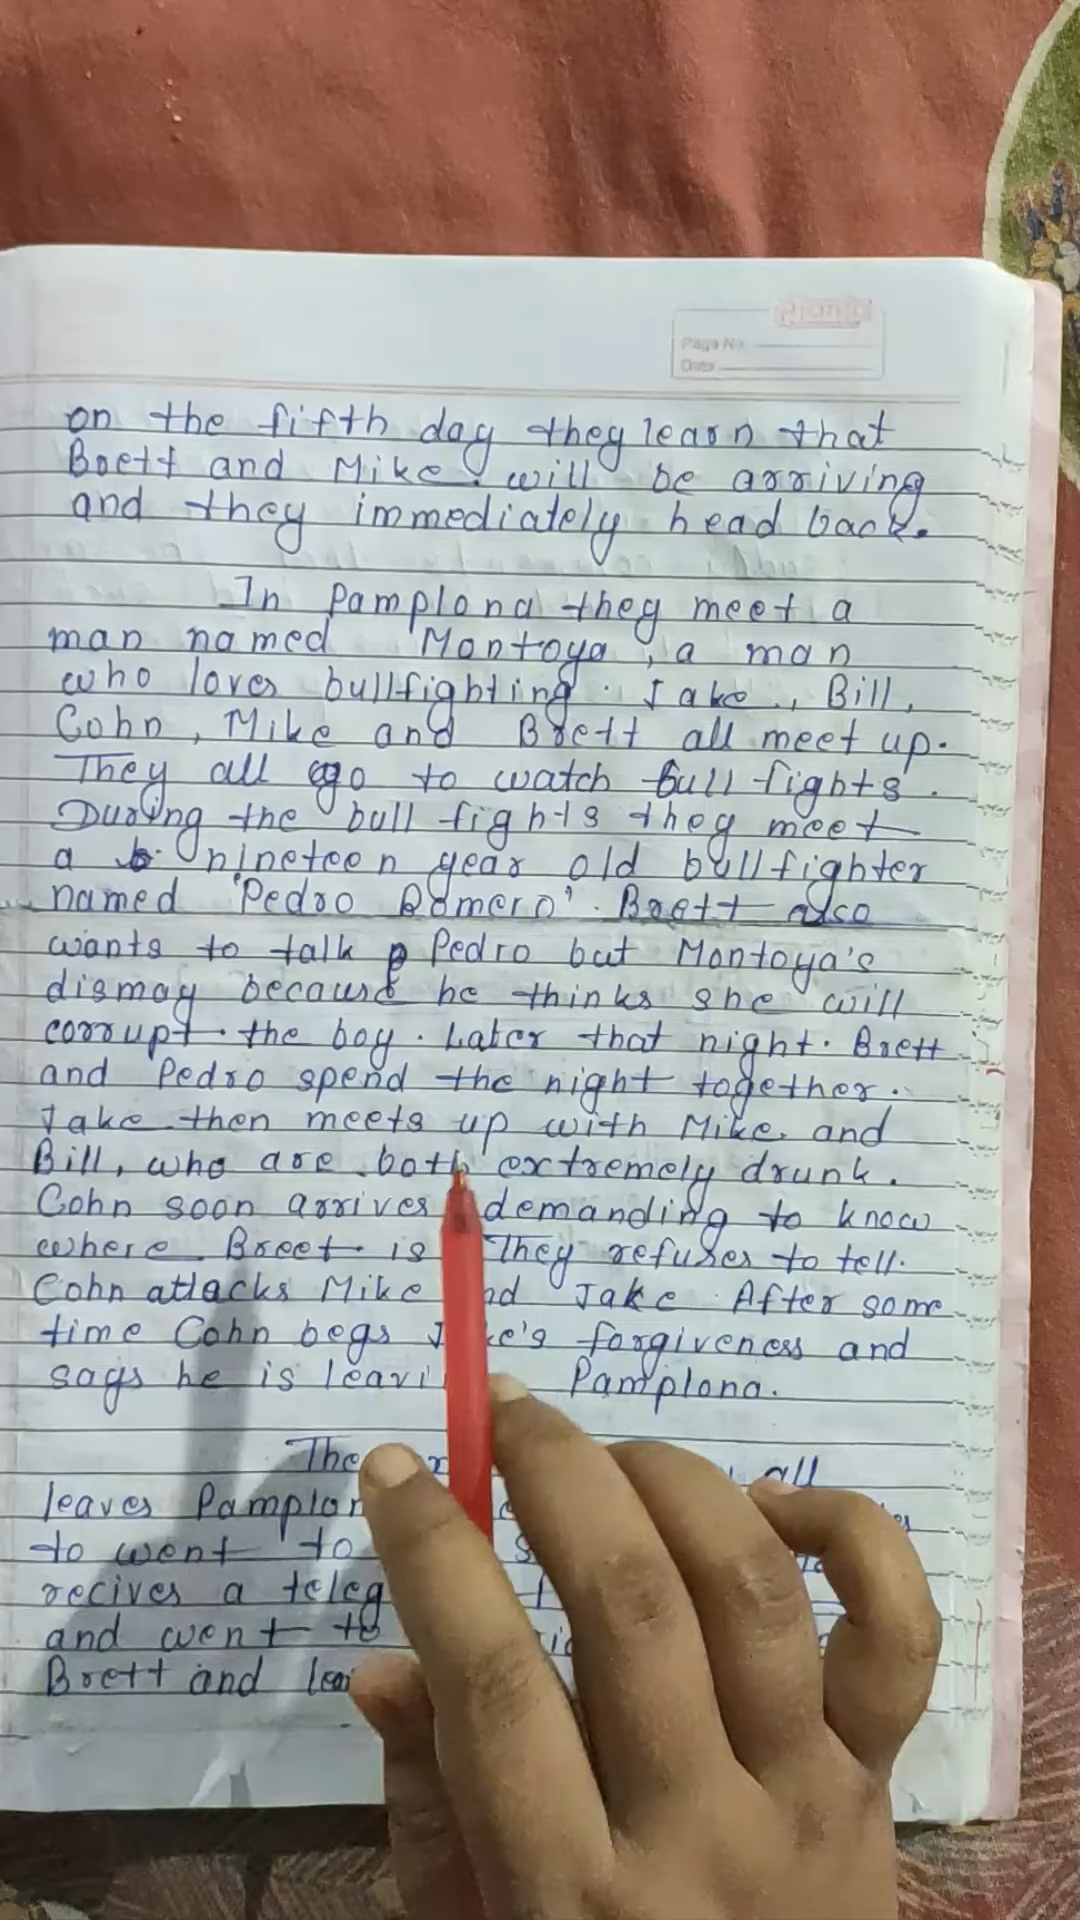 Page No
Date
on the fifth day they learn that
Brett and Mike will be arriving
and they immediately head back.
In Pamplona they meet a
man named 'Montoya, a man
who loves bullfighting. Jake, Bill,
Cohn, Mike and Brett all meet up.
They all go to watch bull fights.
During the bull fights they meet
a nineteen year old bullfighter
named 'Pedro Romero'. Brett also
wants to talk Pedro but Montoya's
dismay because he thinks she will
corrupt. the boy. Later that night. Brett
and Pedro spend the night together.
Jake then meets up with Mike. and
Bill, who are both extremely drunk.
Cohn soon arrives demanding to know
where Breet is They refuses to tell.
Cohn attacks Mike Jake. After some
time Cohn begs forgiveness and
says he is Pamplona.
The all
leaves
to went to
recives a
and went to
Brett and